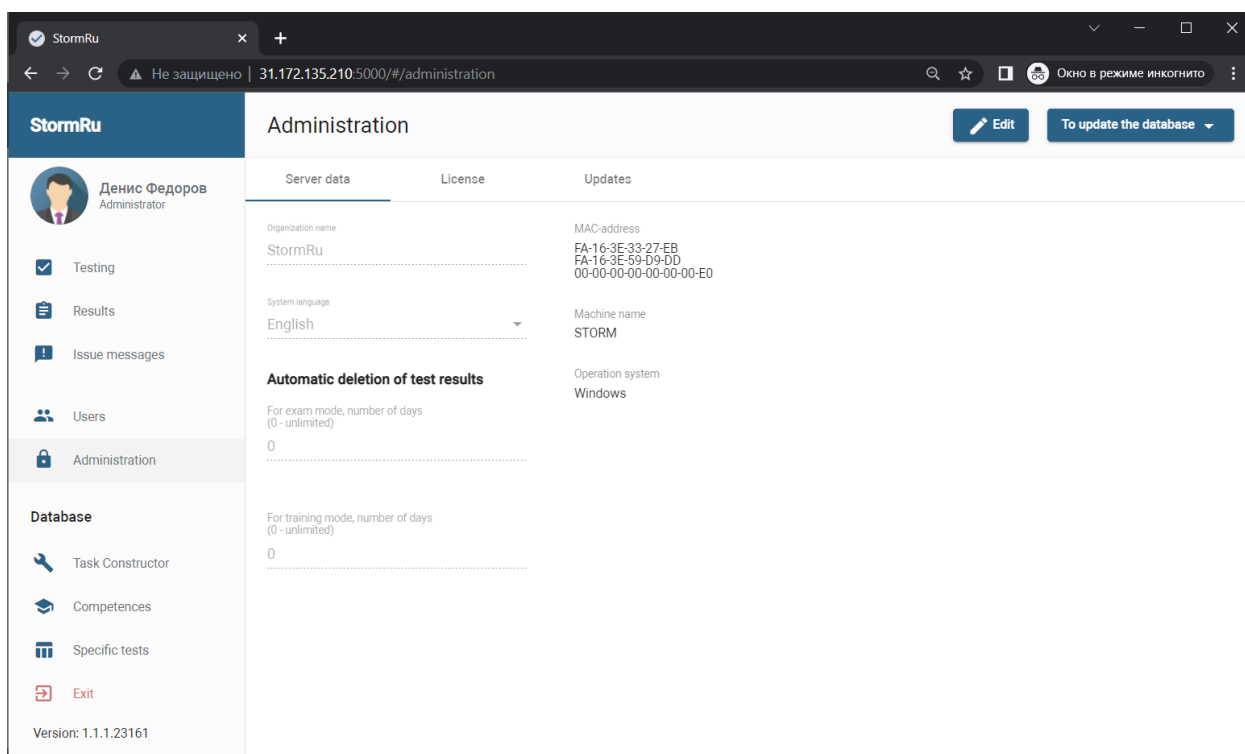 StormRu
Не защищено | 31.172.135.210:5000/#/administration
Окно в режиме инкогнито
StormRu
Administration
Edit
To update the database
Денис Федоров
Administrator
Server data
License
Updates
Testing
Results
Issue messages
Users
Administration
Database
Task Constructor
Competences
Specific tests
Exit
Version: 1.1.1.23161
Organization name
StormRu
System language
English
Automatic deletion of test results
For exam mode, number of days
(0 - unlimited)
0
For training mode, number of days
(0 - unlimited)
0
MAC-address
FA-16-3E-33-27-EB
FA-16-3E-59-D9-DD
00-00-00-00-00-00-00-E0
Machine name
STORM
Operation system
Windows